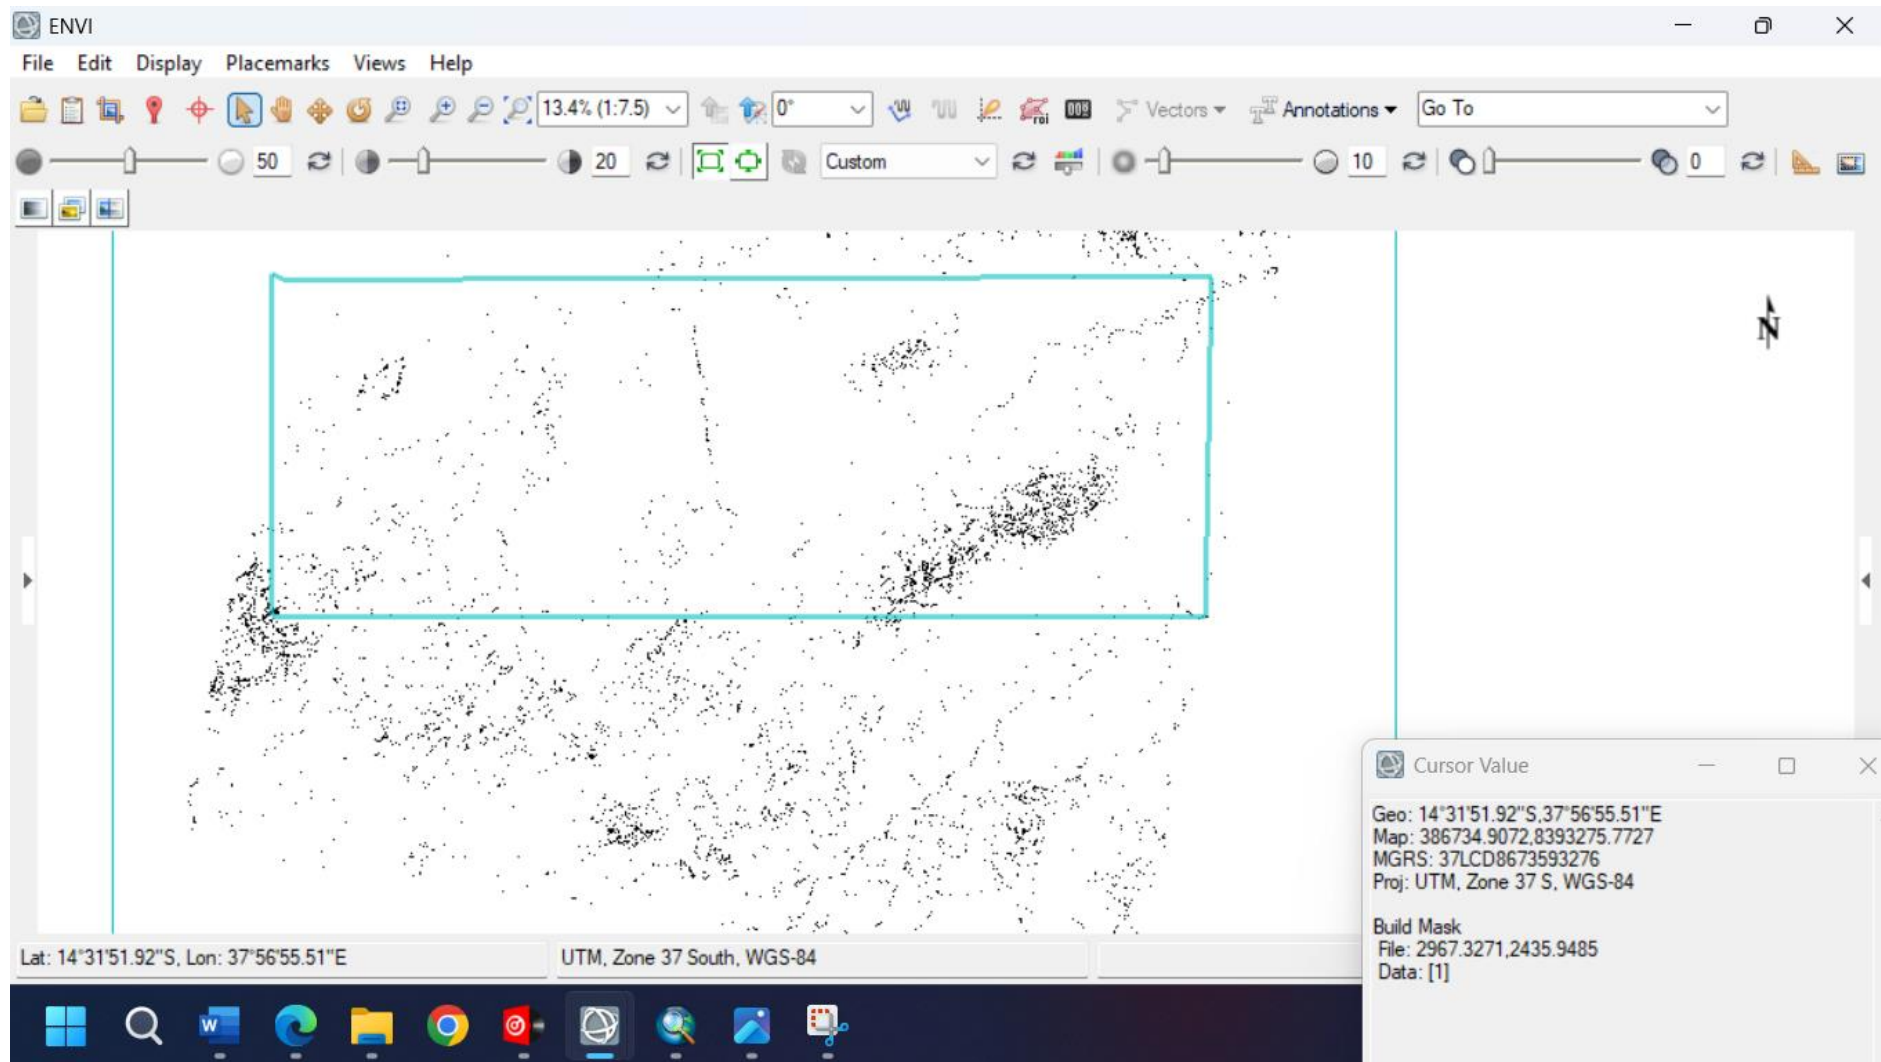 ENVI
File Edit Display Placemarks Views Help
13.4% (1:7.5) 0° roi Vectors Annotations Go To
50 20 Custom 10 0
N
Cursor Value
Geo: 14°31'51.92"S,37°56'55.51"E
Map: 386734.9072,8393275.7727
MGRS: 37LCD8673593276
Proj: UTM, Zone 37 S, WGS-84
Build Mask
File: 2967.3271,2435.9485
Data: [1]
Lat: 14°31'51.92"S, Lon: 37°56'55.51"E UTM, Zone 37 South, WGS-84
W